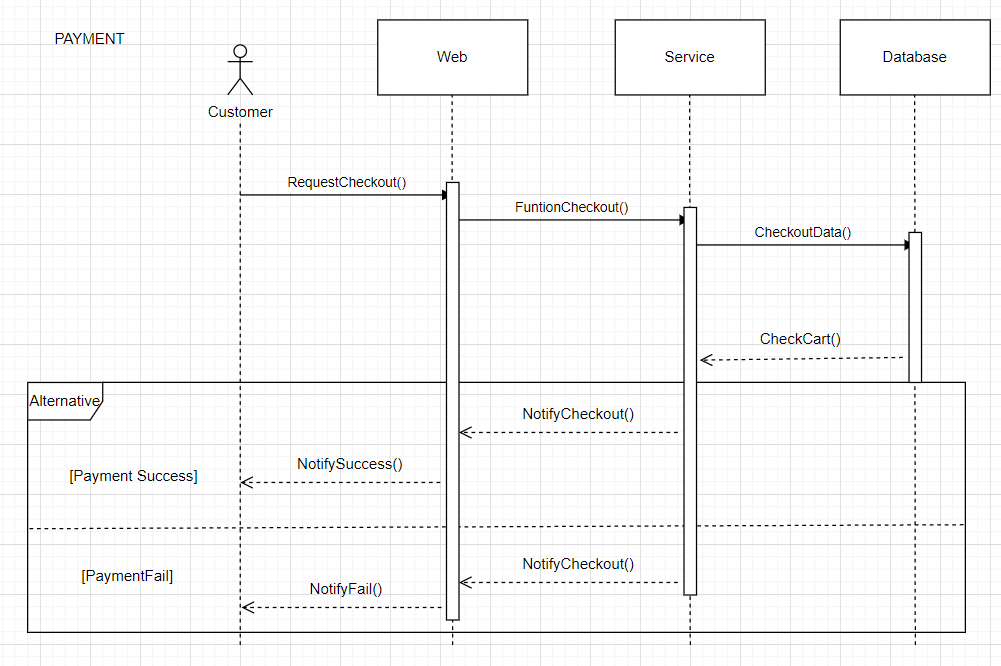 PAYMENT
Customer
Web
Service
Database
RequestCheckout()
FuntionCheckout()
CheckoutData()
CheckCart()
Alternative
NotifyCheckout()
NotifySuccess()
[Payment Success]
NotifyCheckout()
[PaymentFail]
NotifyFail()